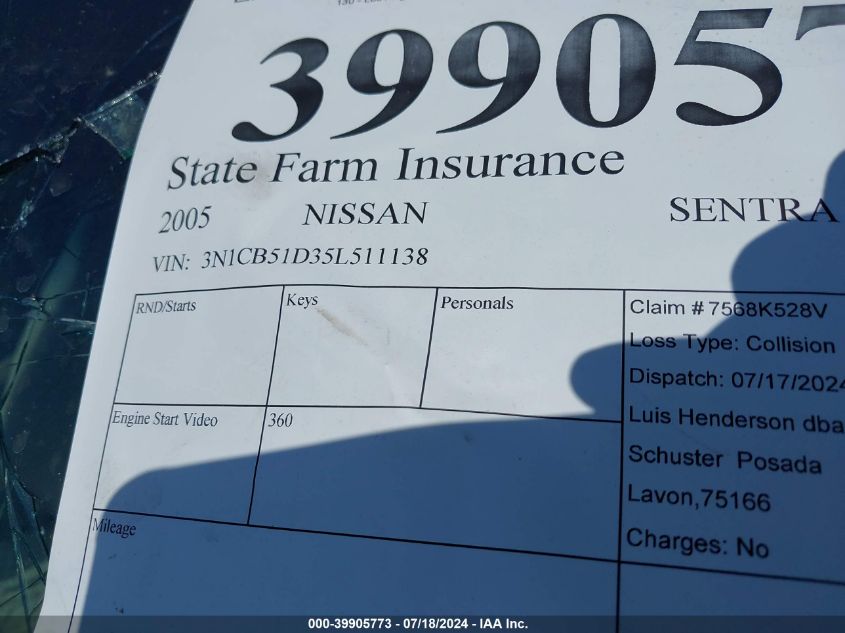 399057
State Farm Insurance
2005 NISSAN SENTRA
VIN: 3N1CB51D35L511138
RND/Starts
Keys
Personals
Claim # 7568K528V
Loss Type: Collision
Dispatch: 07/17/2024
Engine Start Video
360
Luis Henderson dba
Schuster Posada
Lavon,75166
Charges: No
Mileage
000-39905773 - 07/18/2024 - IAA Inc.